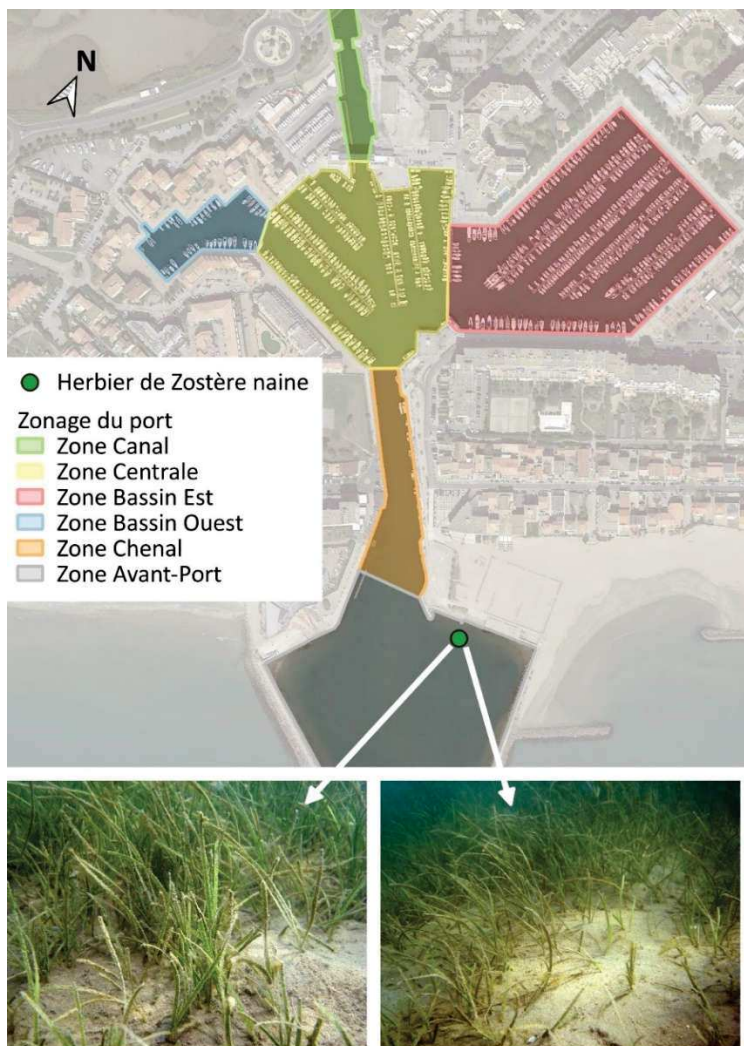 N
Herbier de Zostère naine
Zonage du port
Zone Canal
Zone Centrale
Zone Bassin Est
Zone Bassin Ouest
Zone Chenal
Zone Avant-Port